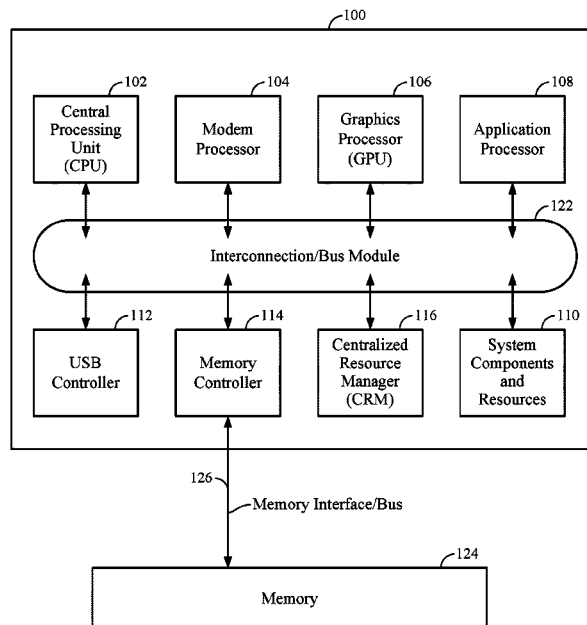 100
102
104
106
108
Central
Processing
Unit
(CPU)
Modem
Processor
Graphics
Processor
(GPU)
Application
Processor
122
Interconnection/Bus Module
112
114
116
110
USB
Controller
Memory
Controller
Centralized
Resource
Manager
(CRM)
System
Components
and
Resources
126
Memory Interface/Bus
124
Memory